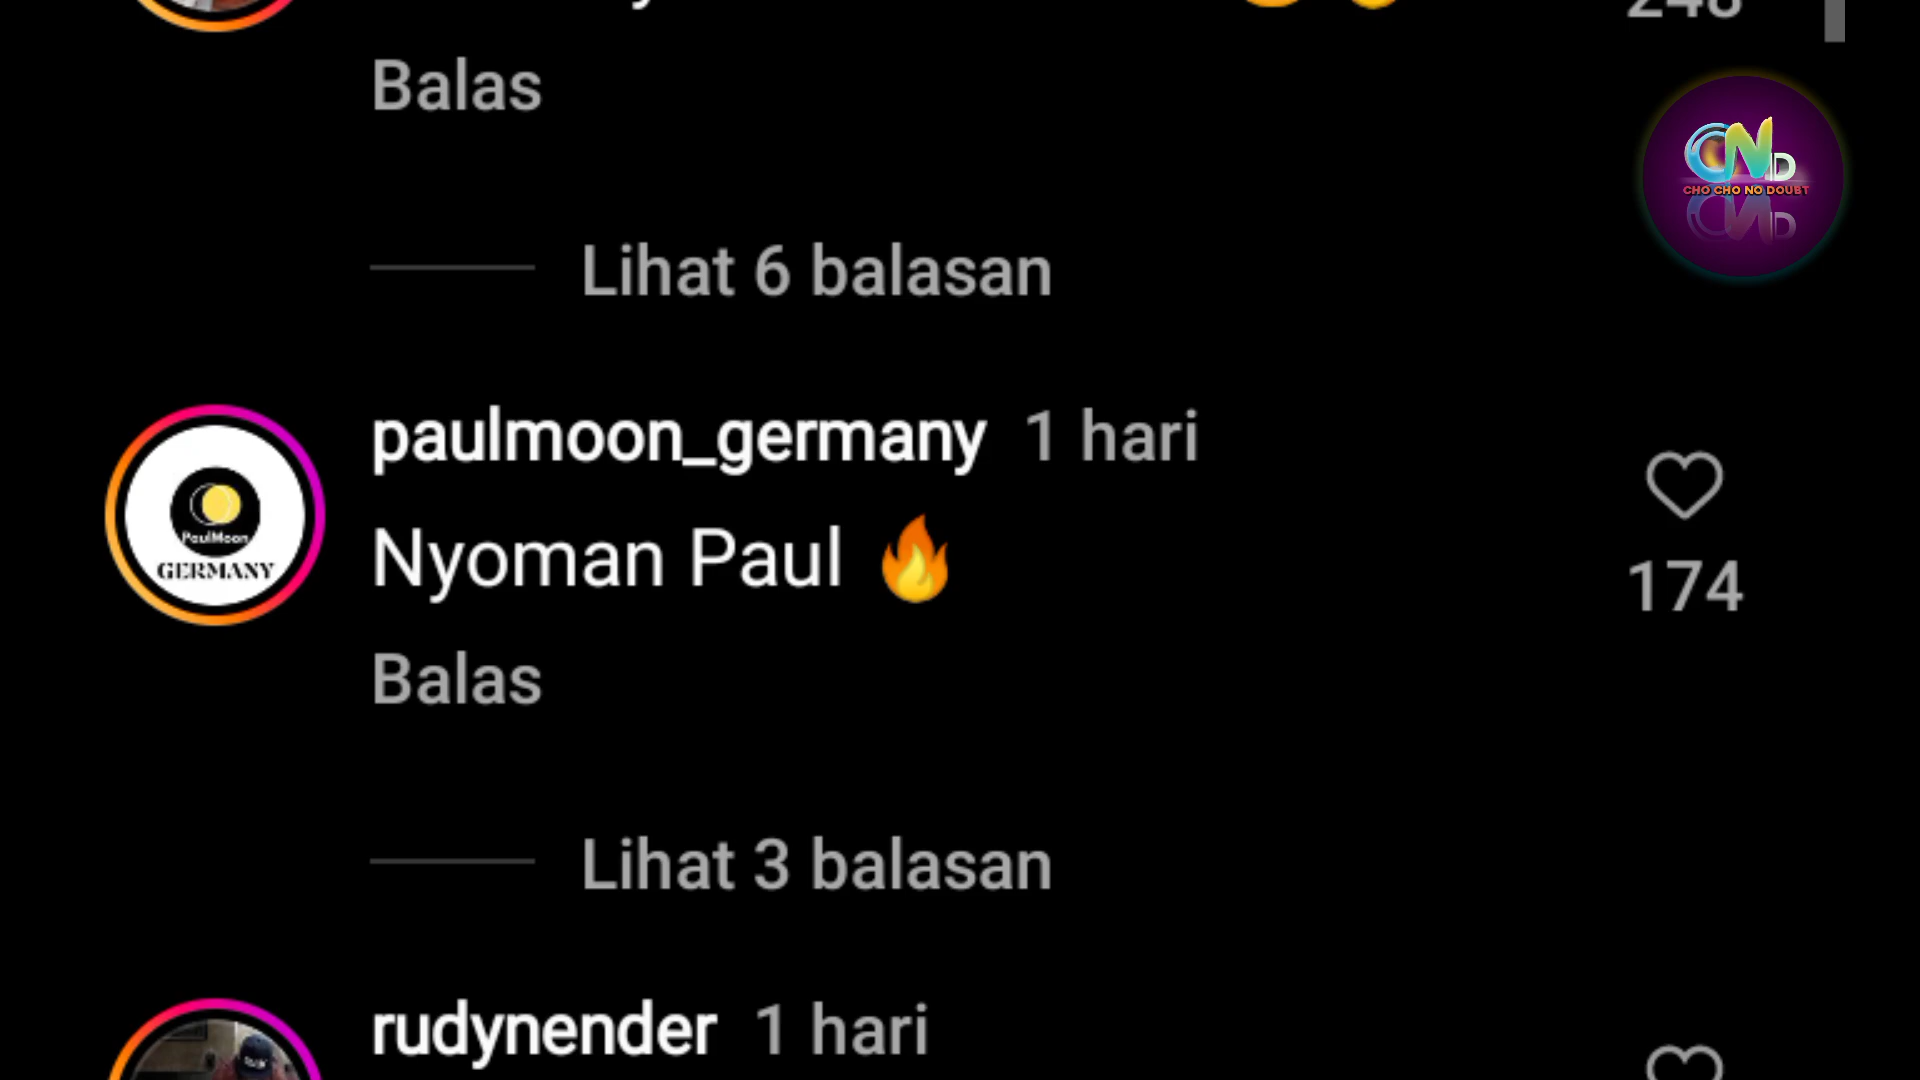 Balas
CND
CHO CHO NO DOUBT
Lihat 6 balasan
paulmoon_germany 1 hari
Nyoman Paul 🔥
174
PaulMoon
GERMANY
Balas
Lihat 3 balasan
rudynender 1 hari